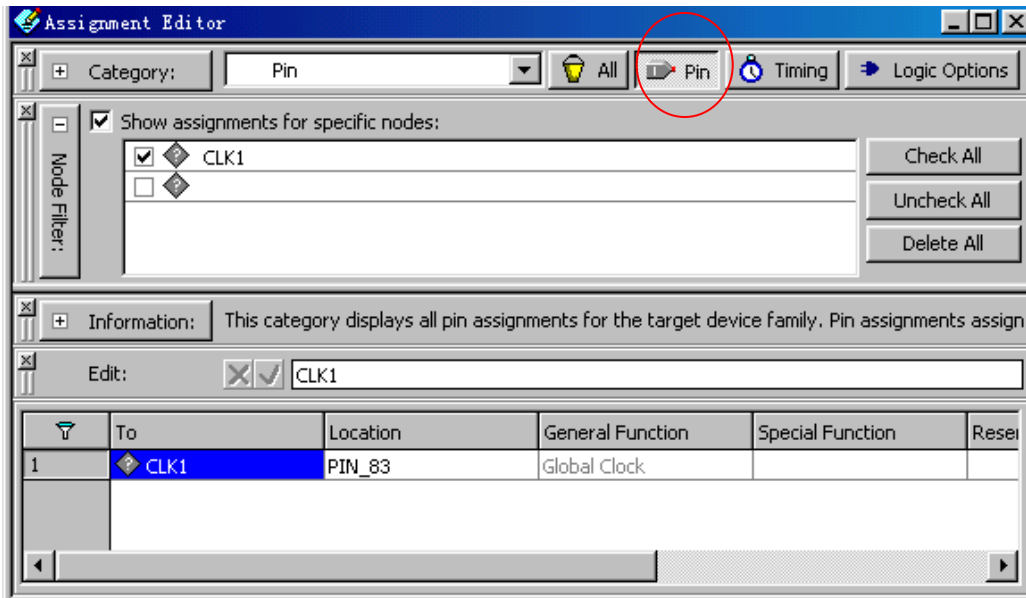 Assignment Editor
Category: Pin All Pin Timing Logic Options
Show assignments for specific nodes:
Node Filter:
CLK1
Check All
Uncheck All
Delete All
Information: This category displays all pin assignments for the target device family. Pin assignments assign
Edit: CLK1
To Location General Function Special Function Reser
1 CLK1 PIN_83 Global Clock